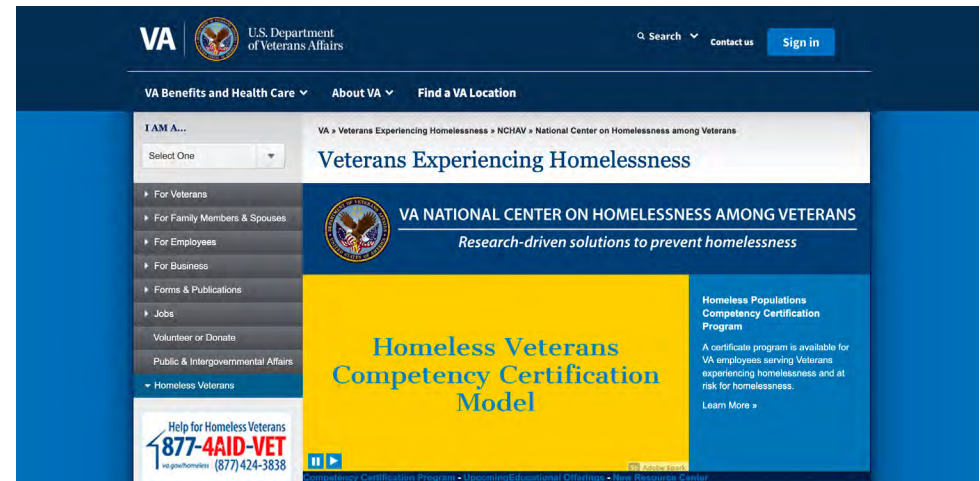 VA
U.S. Department
of Veterans Affairs
Search
Contact us
Sign in
VA Benefits and Health Care
About VA
Find a VA Location
I AM A...
Select One
For Veterans
For Family Members & Spouses
For Employees
For Business
Forms & Publications
Jobs
Volunteer or Donate
Public & Intergovernmental Affairs
Homeless Veterans
Help for Homeless Veterans
877-4AID-VET
va.gov/homeless (877) 424-3838
VA » Veterans Experiencing Homelessness » NCHAV » National Center on Homelessness among Veterans
Veterans Experiencing Homelessness
VA NATIONAL CENTER ON HOMELESSNESS AMONG VETERANS
Research-driven solutions to prevent homelessness
Homeless Veterans
Competency Certification
Model
Adobe Spark
Homeless Populations
Competency Certification
Program
A certificate program is available for
VA employees serving Veterans
experiencing homelessness and at
risk for homelessness.
Learn More »
Competency Certification Program - UpcomingEducational Offerings - New Resource Center